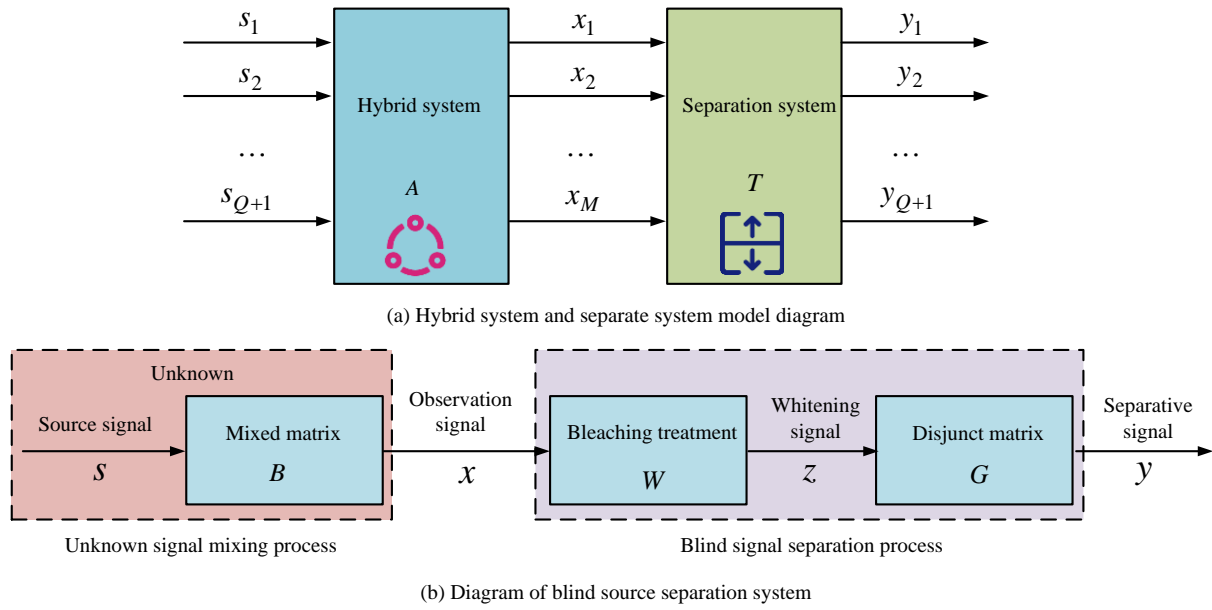 s1 x1 y1
s2 x2 y2
Hybrid system Separation system
… … …
sQ+1 A xM T yQ+1
(a) Hybrid system and separate system model diagram
Unknown
Source signal
s
Mixed matrix
B
Observation
signal
x
Bleaching treatment
W
Whitening
signal
z
Disjunct matrix
G
Separative
signal
y
Unknown signal mixing process
Blind signal separation process
(b) Diagram of blind source separation system